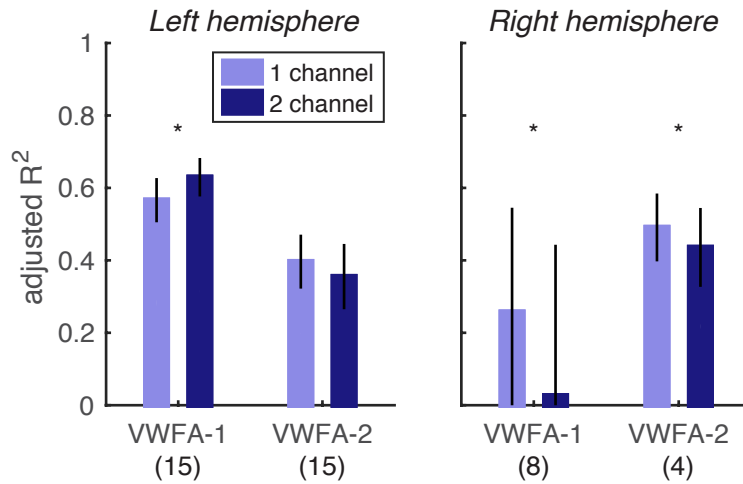 Left hemisphere
Right hemisphere
1 channel
2 channel
adjusted R²
1
0.8
0.6
0.4
0.2
0
*
*
*
VWFA-1
VWFA-2
VWFA-1
VWFA-2
(15)
(15)
(8)
(4)